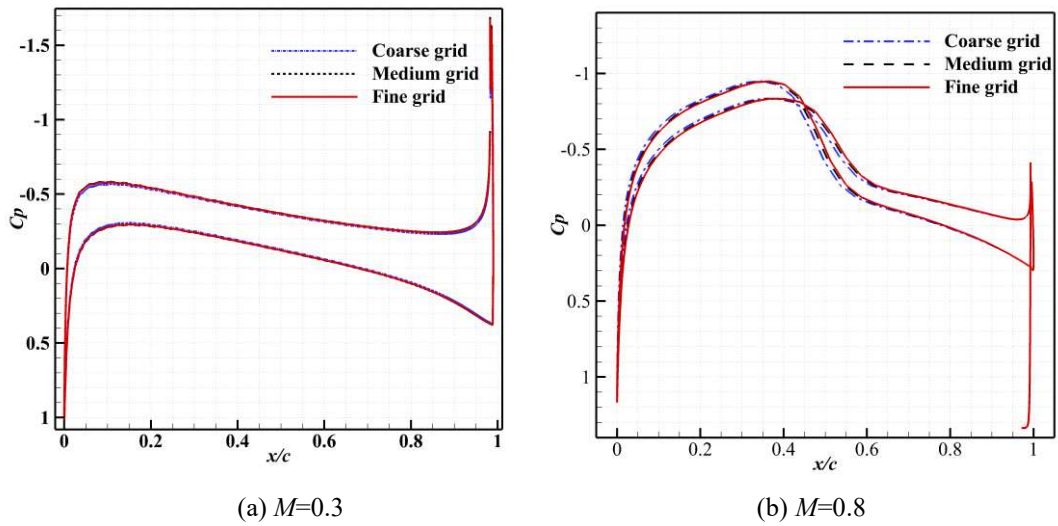 -1.5
-1
-0.5
0
0.5
1
Cp
Coarse grid
Medium grid
Fine grid
0 0.2 0.4 0.6 0.8 1
x/c
(a) M=0.3
-1
-0.5
0
0.5
1
Cp
Coarse grid
Medium grid
Fine grid
0 0.2 0.4 0.6 0.8 1
x/c
(b) M=0.8